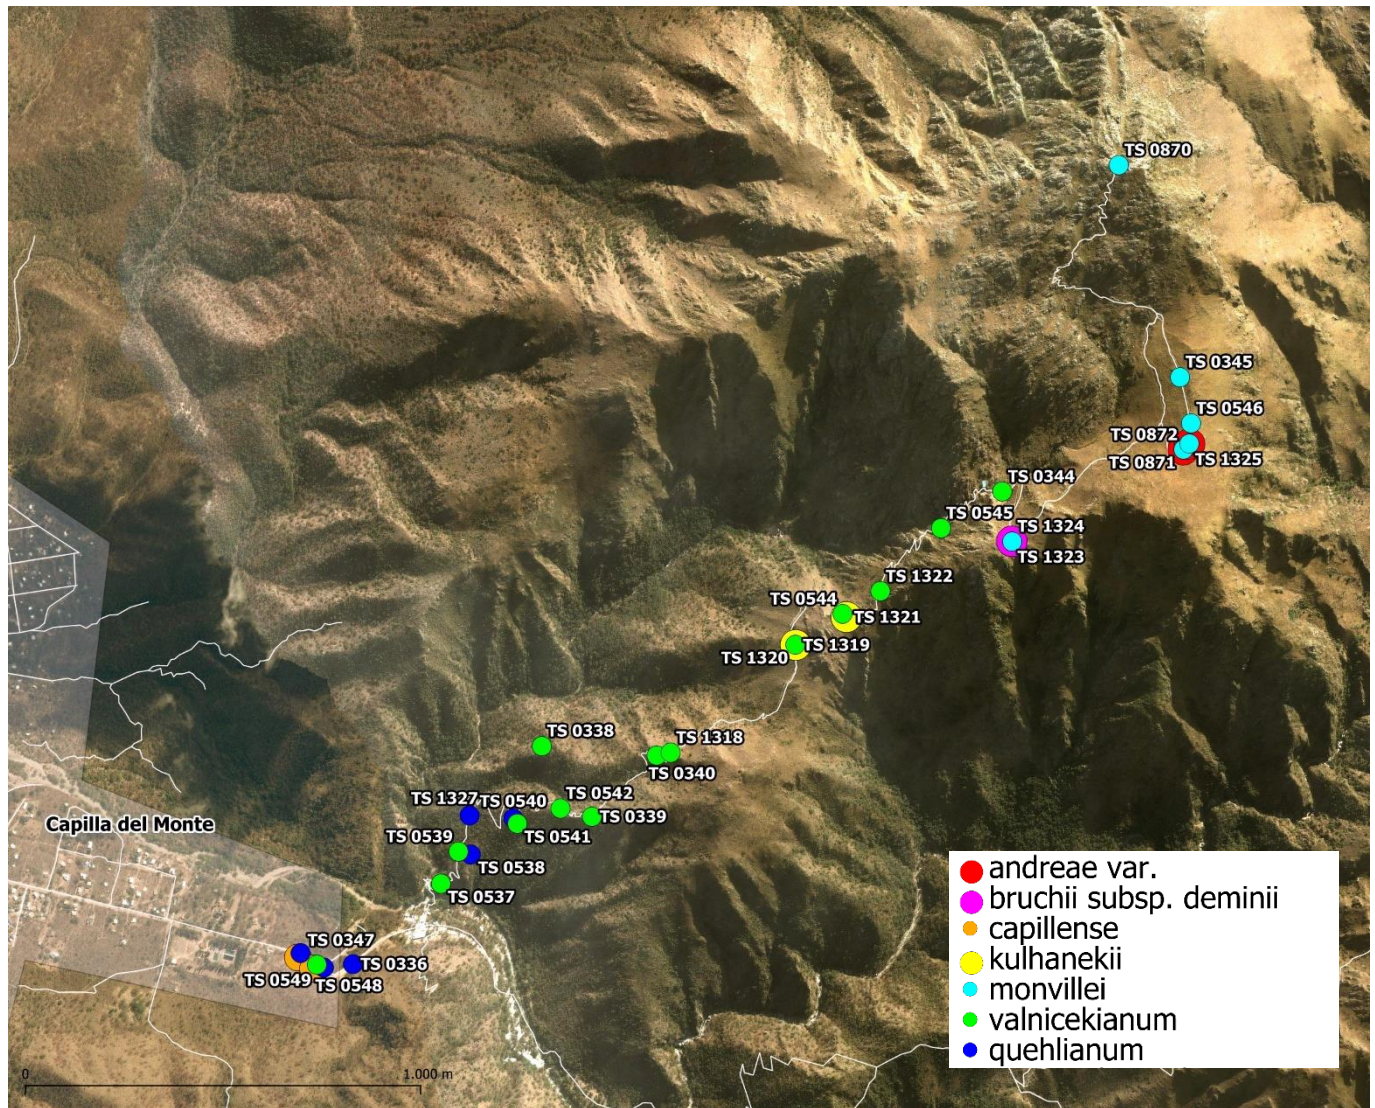 TS 0870
TS 0345
TS 0546
TS 0872
TS 1325
TS 0871
TS 0344
TS 0545
TS 1324
TS 1323
TS 1322
TS 0544
TS 1321
TS 1319
TS 1320
TS 0338
TS 1318
TS 0340
TS 0542
TS 1327
TS 0540
TS 0339
TS 0541
TS 0539
TS 0538
TS 0537
Capilla del Monte
TS 0347
TS 0336
TS 0549
TS 0548
0
1.000 m
andreae var.
bruchii subsp. deminii
capillense
kulhanekii
monvillei
valnicekianum
quehlianum